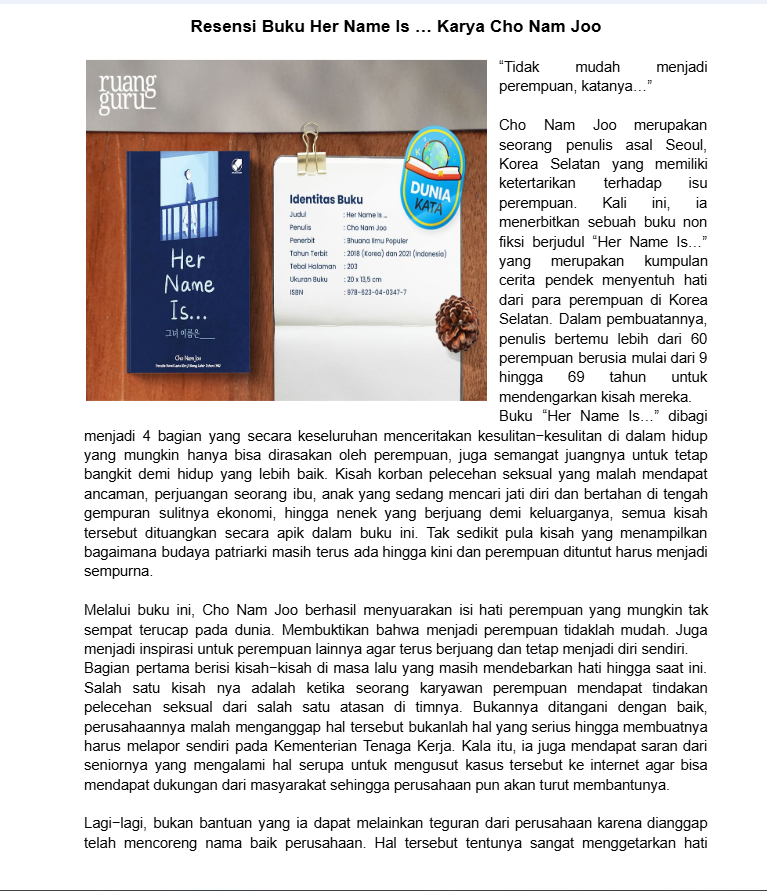 Resensi Buku Her Name Is … Karya Cho Nam Joo
ruang
guru
Her
Name
Is...
그녀 이름은___
Cho Nam Joo
Identitas Buku
Judul : Her Name Is ...
Penulis : Cho Nam Joo
Penerbit : Bhuana Ilmu Populer
Tahun Terbit : 2018 (Korea) dan 2021 (Indonesia)
Tebal Halaman : 203
Ukuran Buku : 20 x 13,5 cm
ISBN : 978-623-04-0347-7
DUNIA
KATA
“Tidak mudah menjadi
perempuan, katanya…”
Cho Nam Joo merupakan
seorang penulis asal Seoul,
Korea Selatan yang memiliki
ketertarikan terhadap isu
perempuan. Kali ini, ia
menerbitkan sebuah buku non
fiksi berjudul “Her Name Is…”
yang merupakan kumpulan
cerita pendek menyentuh hati
dari para perempuan di Korea
Selatan. Dalam pembuatannya,
penulis bertemu lebih dari 60
perempuan berusia mulai dari 9
hingga 69 tahun untuk
mendengarkan kisah mereka.
Buku “Her Name Is…” dibagi
menjadi 4 bagian yang secara keseluruhan menceritakan kesulitan−kesulitan di dalam hidup
yang mungkin hanya bisa dirasakan oleh perempuan, juga semangat juangnya untuk tetap
bangkit demi hidup yang lebih baik. Kisah korban pelecehan seksual yang malah mendapat
ancaman, perjuangan seorang ibu, anak yang sedang mencari jati diri dan bertahan di tengah
gempuran sulitnya ekonomi, hingga nenek yang berjuang demi keluarganya, semua kisah
tersebut dituangkan secara apik dalam buku ini. Tak sedikit pula kisah yang menampilkan
bagaimana budaya patriarki masih terus ada hingga kini dan perempuan dituntut harus menjadi
sempurna.
Melalui buku ini, Cho Nam Joo berhasil menyuarakan isi hati perempuan yang mungkin tak
sempat terucap pada dunia. Membuktikan bahwa menjadi perempuan tidaklah mudah. Juga
menjadi inspirasi untuk perempuan lainnya agar terus berjuang dan tetap menjadi diri sendiri.
Bagian pertama berisi kisah−kisah di masa lalu yang masih mendebarkan hati hingga saat ini.
Salah satu kisah nya adalah ketika seorang karyawan perempuan mendapat tindakan
pelecehan seksual dari salah satu atasan di timnya. Bukannya ditangani dengan baik,
perusahaannya malah menganggap hal tersebut bukanlah hal yang serius hingga membuatnya
harus melapor sendiri pada Kementerian Tenaga Kerja. Kala itu, ia juga mendapat saran dari
seniornya yang mengalami hal serupa untuk mengusut kasus tersebut ke internet agar bisa
mendapat dukungan dari masyarakat sehingga perusahaan pun akan turut membantunya.
Lagi−lagi, bukan bantuan yang ia dapat melainkan teguran dari perusahaan karena dianggap
telah mencoreng nama baik perusahaan. Hal tersebut tentunya sangat menggetarkan hati